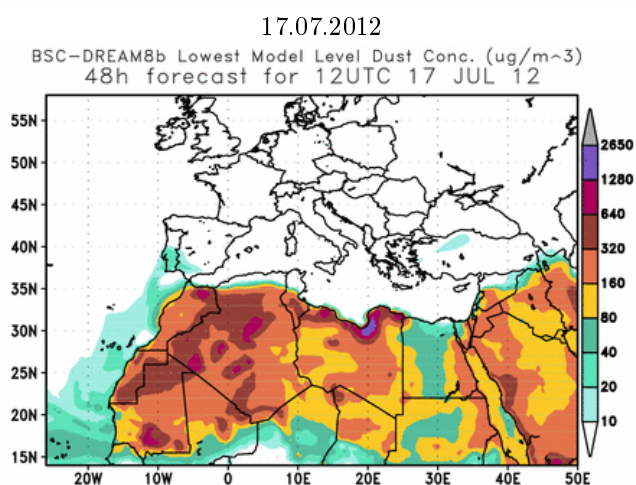 17.07.2012
BSC-DREAM8b Lowest Model Level Dust Conc. (ug/m^3)
48h forecast for 12UTC 17 JUL 12
55N
50N
45N
40N
35N
30N
25N
20N
15N
20W
10W
0
10E
20E
30E
40E
50E
2650
1280
640
320
160
80
40
20
10